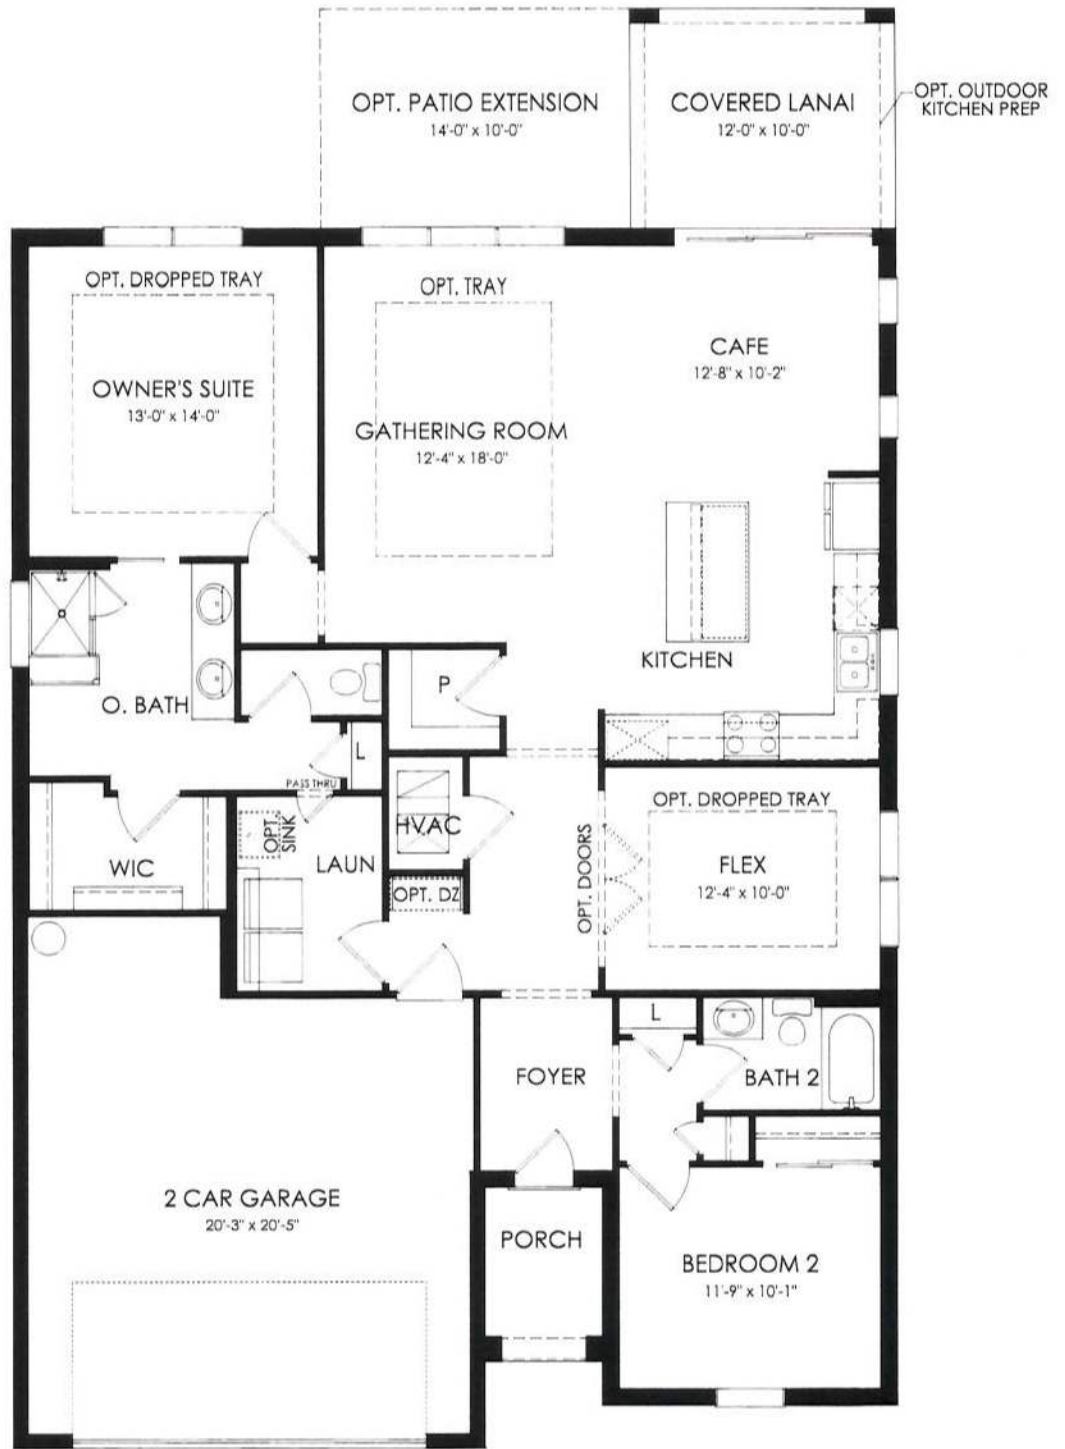 OPT. PATIO EXTENSION
14'-0" x 10'-0"
COVERED LANAI
12'-0" x 10'-0"
OPT. OUTDOOR
KITCHEN PREP
OPT. DROPPED TRAY
OWNER'S SUITE
13'-0" x 14'-0"
OPT. TRAY
GATHERING ROOM
12'-4" x 18'-0"
CAFE
12'-8" x 10'-2"
KITCHEN
P
O. BATH
L
PASS THRU
WIC
OPT.
SINK
LAUN
HVAC
OPT. DZ
OPT. DOORS
OPT. DROPPED TRAY
FLEX
12'-4" x 10'-0"
L
FOYER
BATH 2
2 CAR GARAGE
20'-3" x 20'-5"
PORCH
BEDROOM 2
11'-9" x 10'-1"